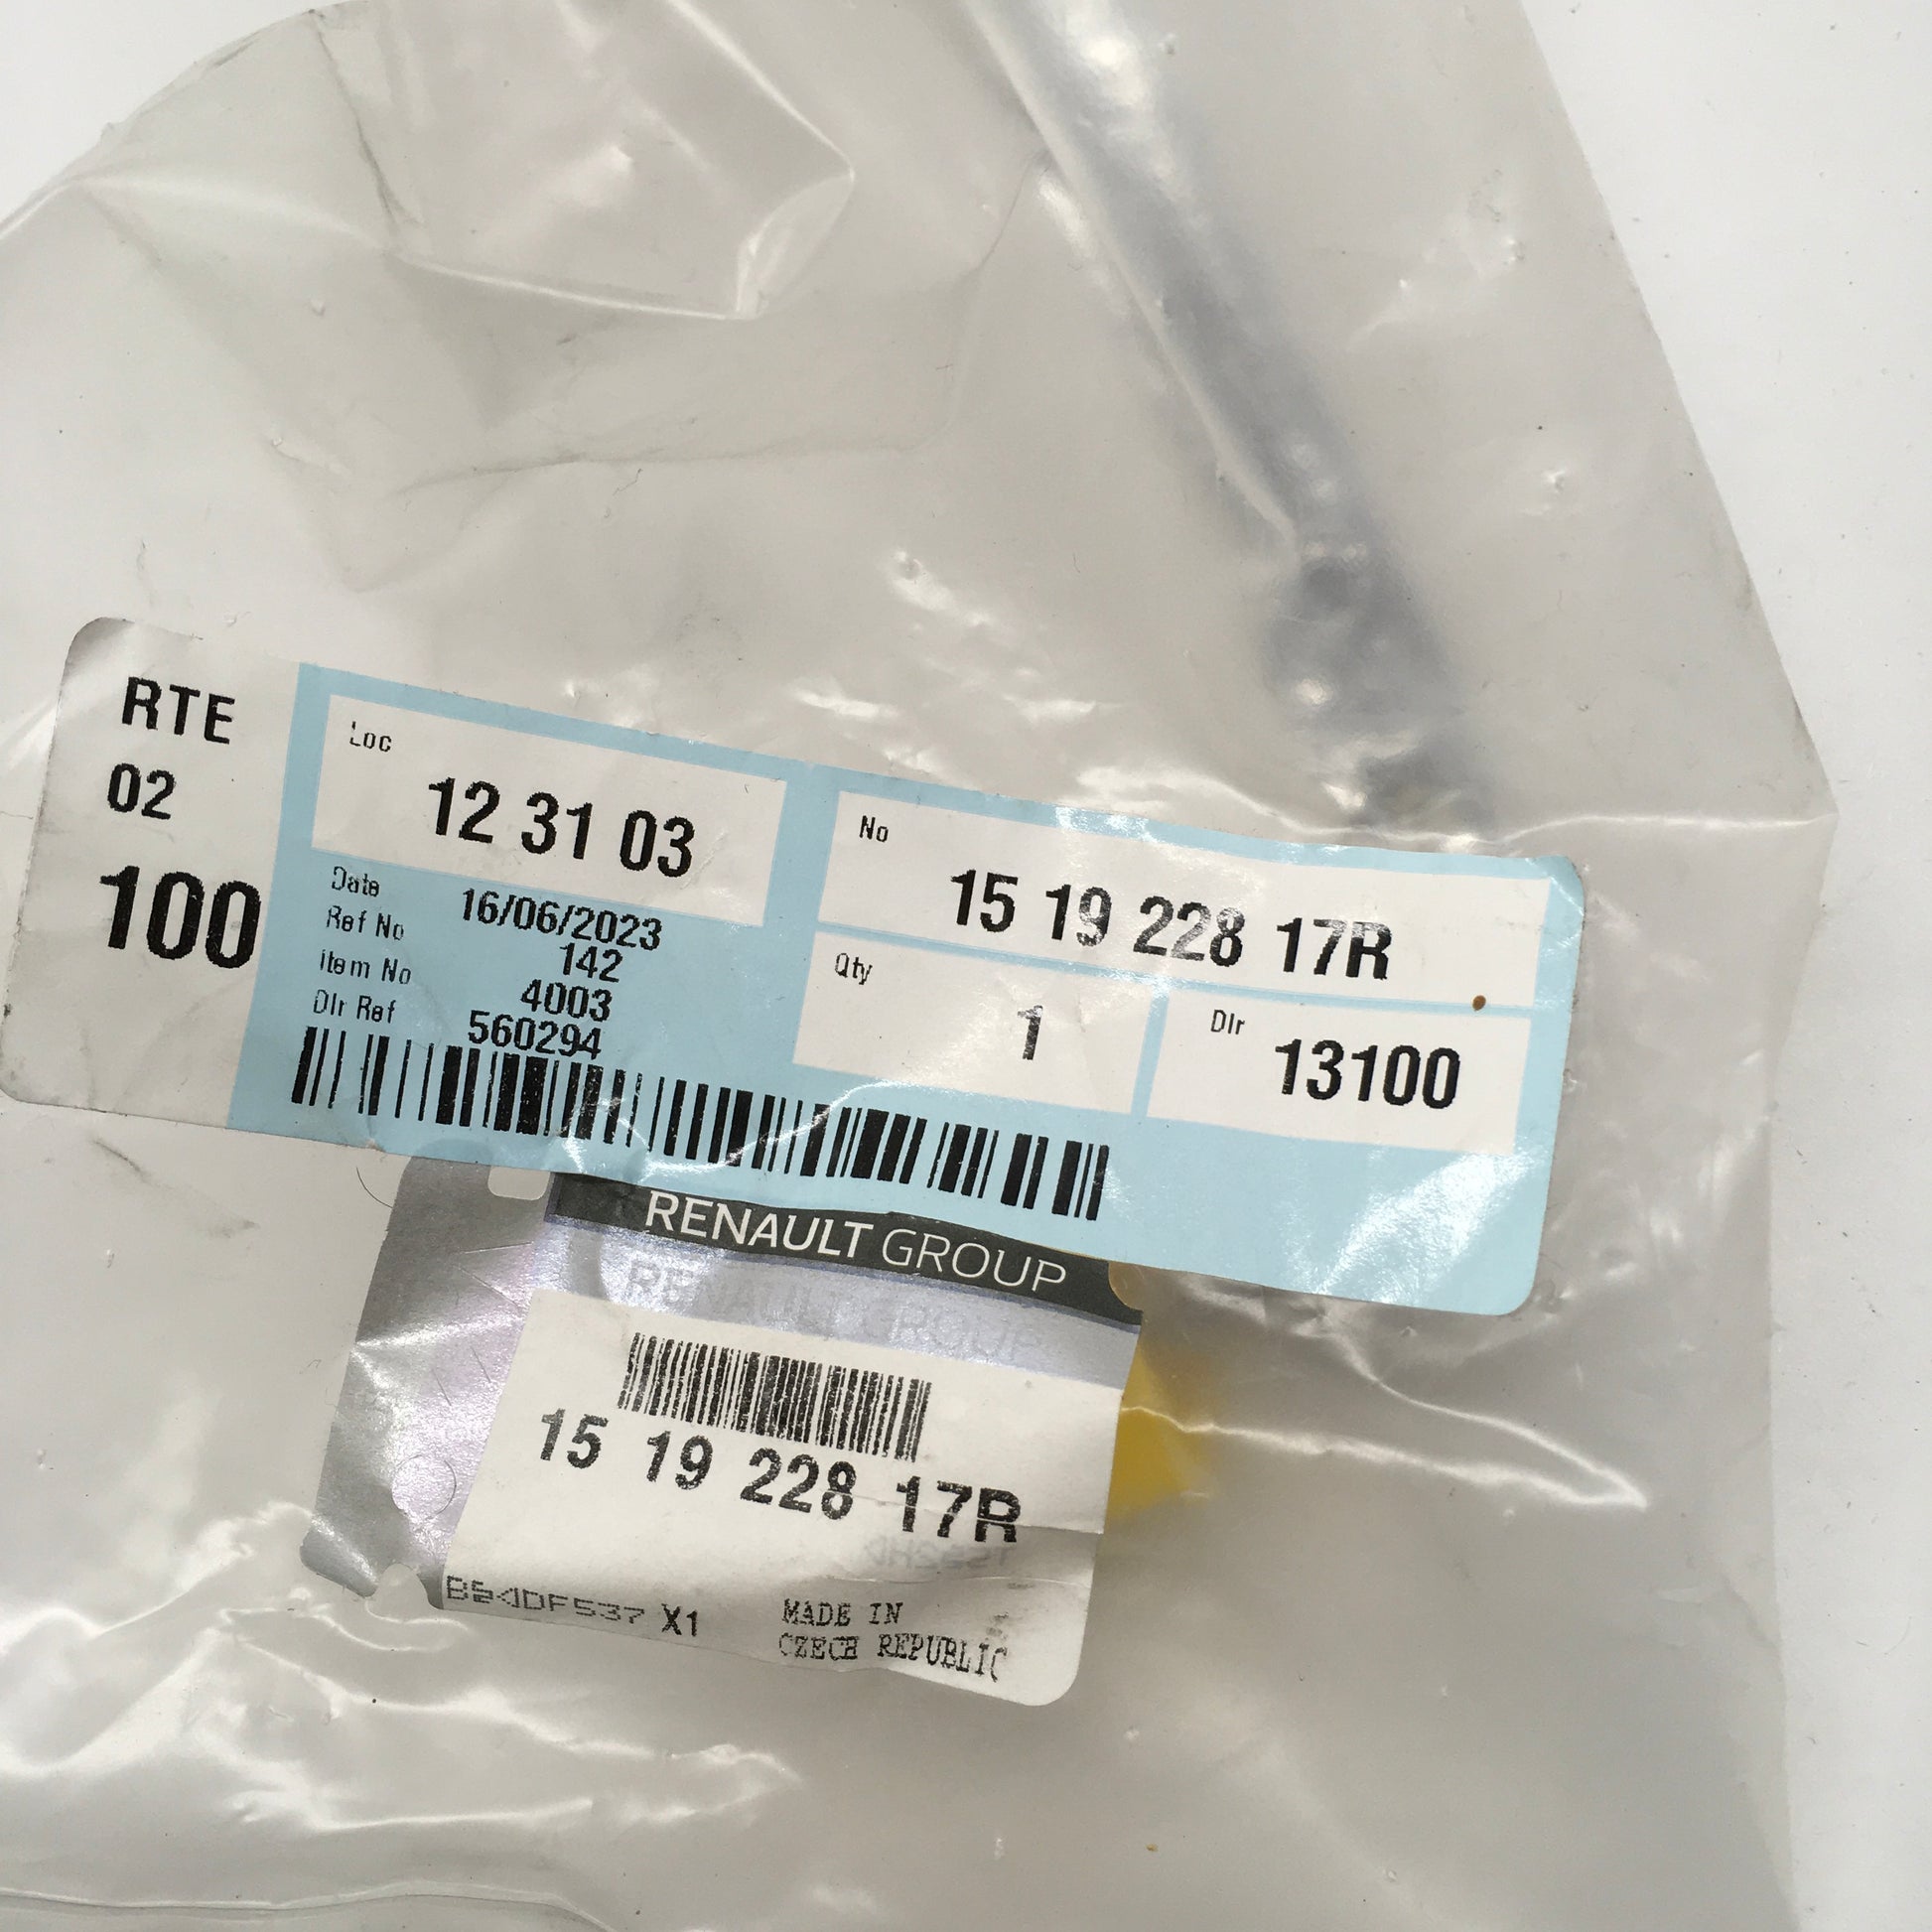 RTE
02
100
Loc
12 31 03
Date 16/06/2023
Ref No 142
Item No 4003
Dlr Ref 560294
No
15 19 228 17R
Qty
1
Dlr
13100
RENAULT GROUP
RENAULT GROUP
15 19 228 17R
X1
MADE IN
CZECH REPUBLIC